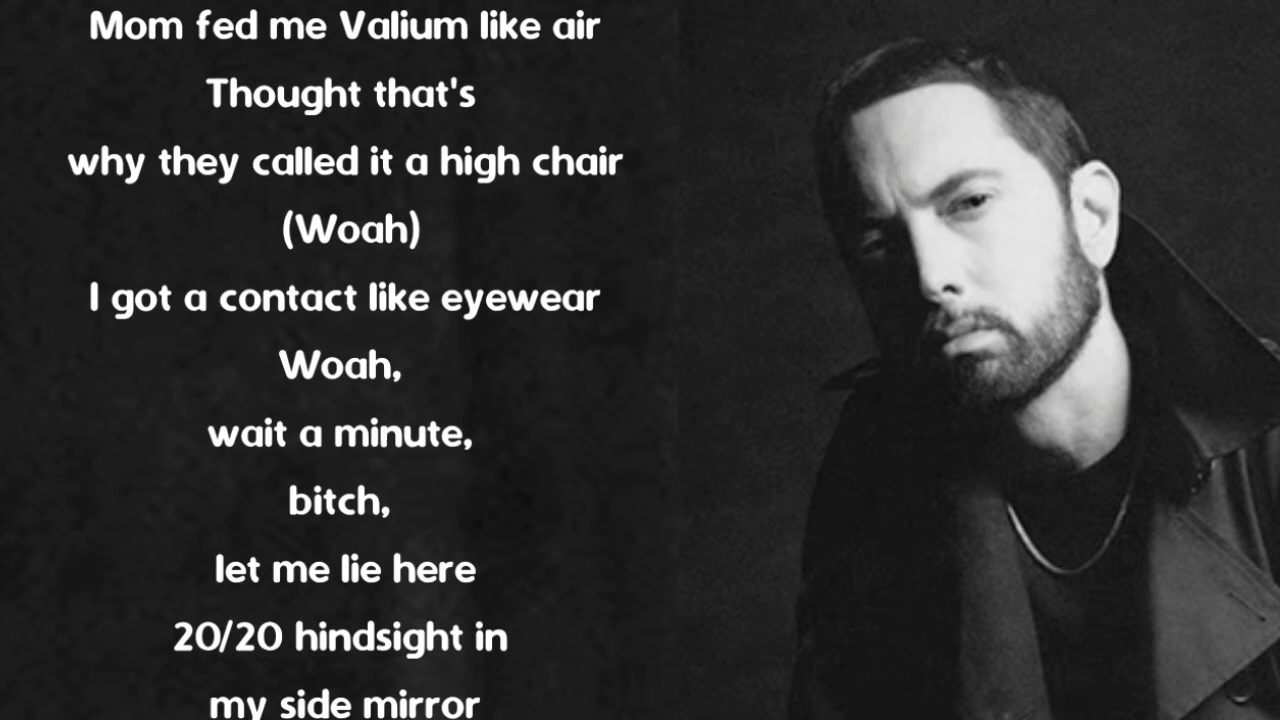 Mom fed me Valium like air
Thought that's
why they called it a high chair
(Woah)
I got a contact like eyewear
Woah,
wait a minute,
bitch,
let me lie here
20/20 hindsight in
my side mirror